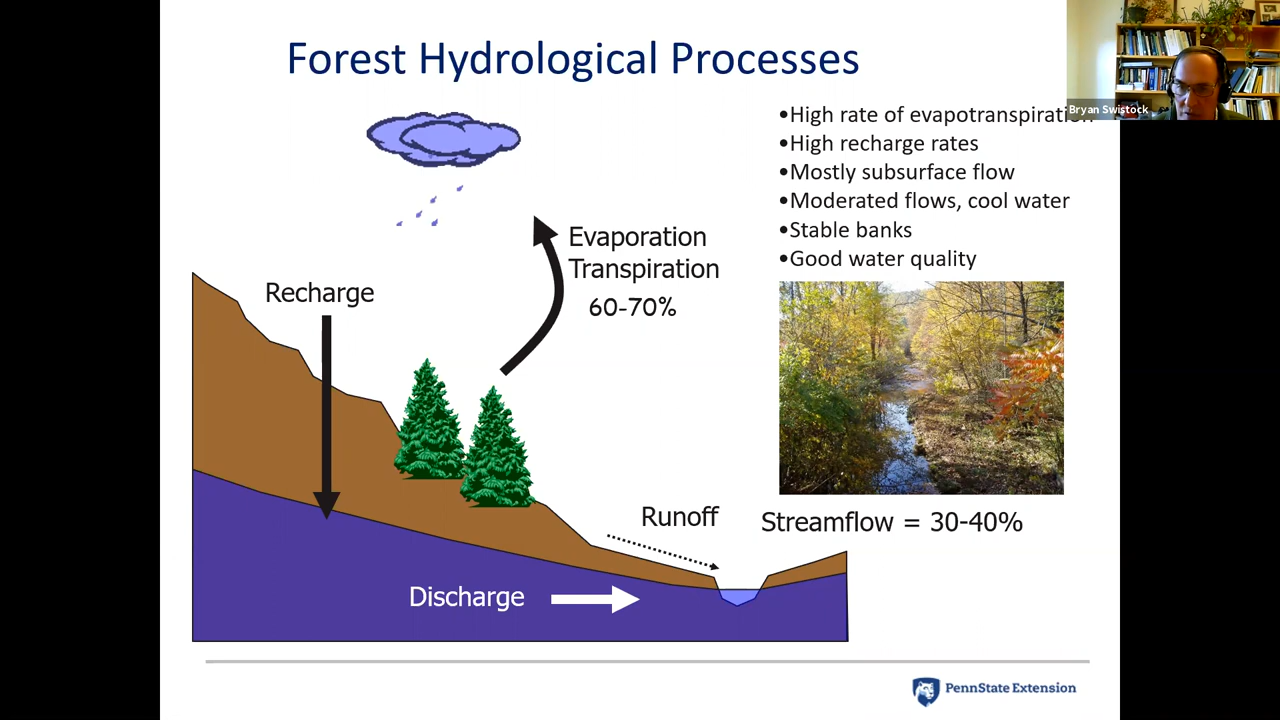 Forest Hydrological Processes
Bryan Swistock
•High rate of evapotranspiration
•High recharge rates
•Mostly subsurface flow
•Moderated flows, cool water
•Stable banks
•Good water quality
Evaporation
Transpiration
60-70%
Recharge
Runoff
Streamflow = 30-40%
Discharge
PennState Extension